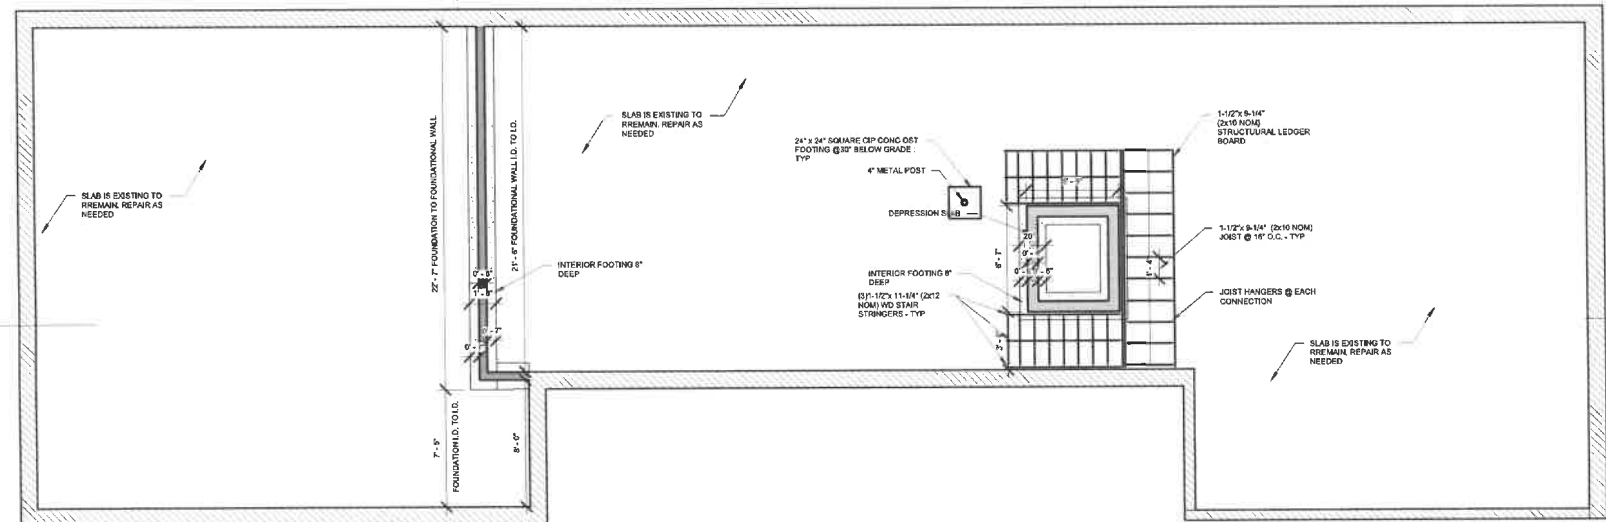 SLAB IS EXISTING TO
RREMAIN, REPAIR AS
NEEDED
22' - 7" FOUNDATION TO FOUNDATIONAL WALL
21' - 6" FOUNDATIONAL WALL I.D. TO I.D.
SLAB IS EXISTING TO
RREMAIN, REPAIR AS
NEEDED
INTERIOR FOOTING 8"
DEEP
7' - 5"
FOUNDATION I.D. TO I.D.
8' - 0"
24" x 24" SQUARE CIP CONC OST
FOOTING @30" BELOW GRADE :
TYP
4" METAL POST
DEPRESSION SLAB
INTERIOR FOOTING 8"
DEEP
(3)1-1/2"x 11-1/4" (2x12
NOM) WD STAIR
STRINGERS - TYP
6' - 7"
20
1-1/2"x 9-1/4"
(2x10 NOM)
STRUCTUURAL LEDGER
BOARD
1-1/2"x 9-1/4" (2x10 NOM)
JOIST @ 16" O.C. - TYP
1' - 4"
JOIST HANGERS @ EACH
CONNECTION
SLAB IS EXISTING TO
RREMAIN, REPAIR AS
NEEDED